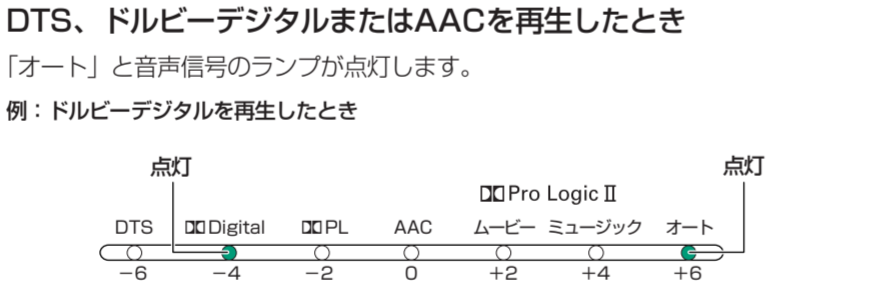 DTS、ドルビーデジタルまたはAACを再生したとき
「オート」と音声信号のランプが点灯します。
例：ドルビーデジタルを再生したとき
点灯 点灯
Pro Logic Ⅱ
DTS Digital PL AAC ムービー ミュージック オート
−6 −4 −2 0 +2 +4 +6